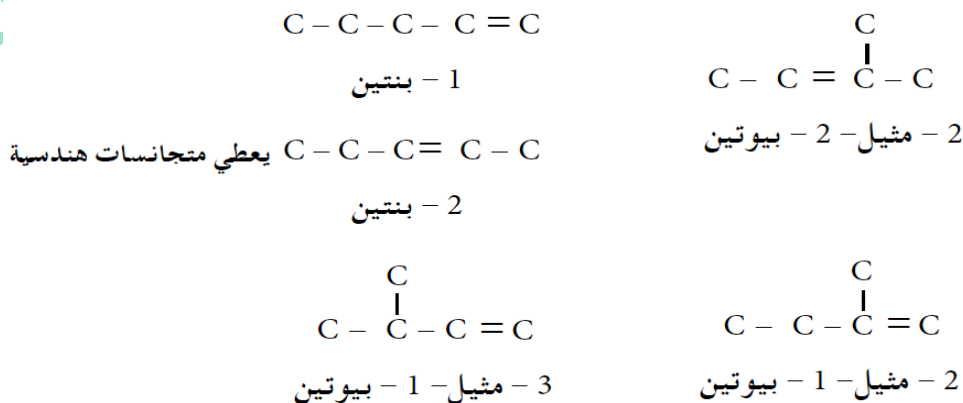 C – C – C – C = C
1 – بنتين
C
C – C = C – C
2 – مثيل – 2 – بيوتين
C – C – C = C – C يعطي متجانسات هندسية
2 – بنتين
C
C – C – C = C
3 – مثيل – 1 – بيوتين
C
C – C – C = C
2 – مثيل – 1 – بيوتين